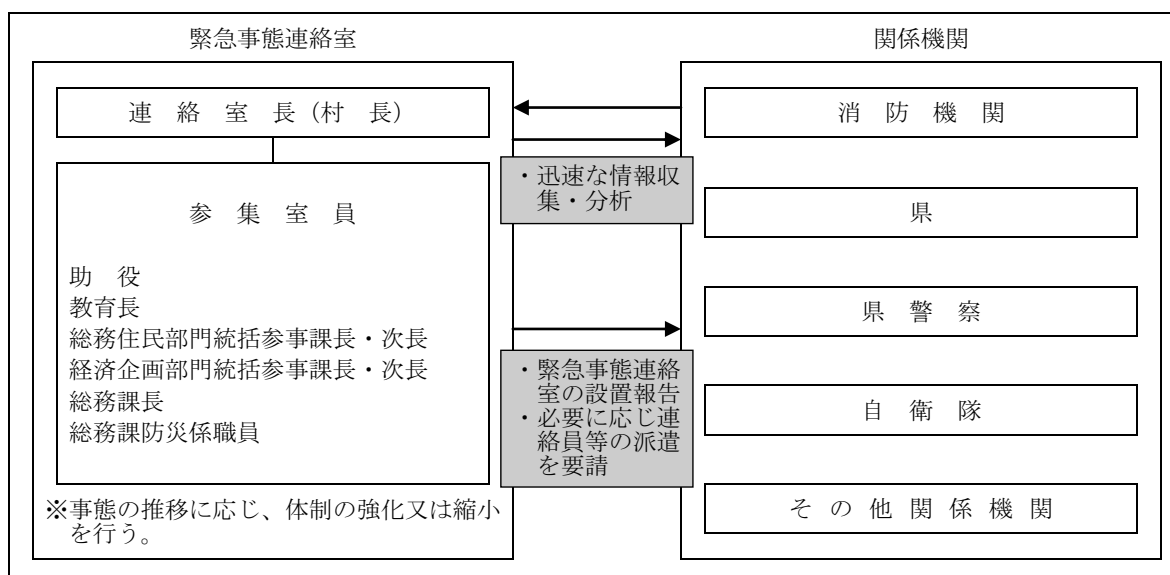 緊急事態連絡室
連　絡　室　長（村　長）
参　集　室　員
助　役
教育長
総務住民部門統括参事課長・次長
経済企画部門統括参事課長・次長
総務課長
総務課防災係職員
※事態の推移に応じ、体制の強化又は縮小
を行う。
・迅速な情報収
集・分析
・緊急事態連絡
室の設置報告
・必要に応じ連
絡員等の派遣
を要請
関係機関
消　防　機　関
県
県　警　察
自　衛　隊
そ　の　他　関　係　機　関